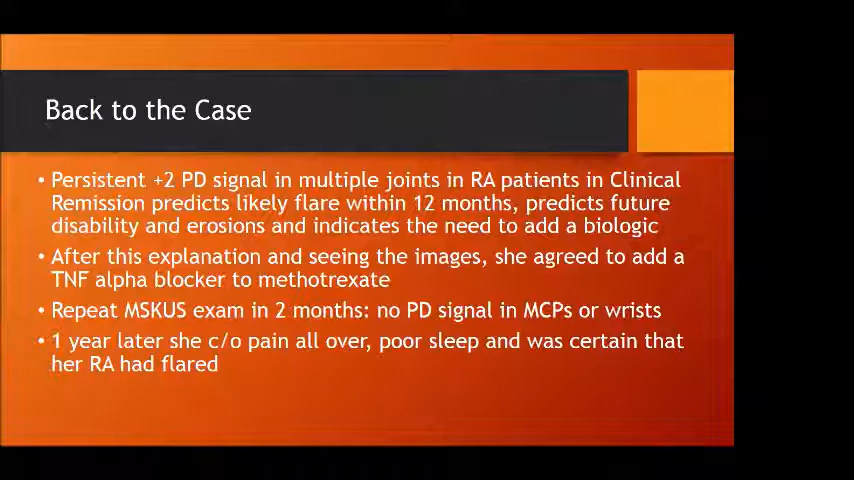 Back to the Case
• Persistent +2 PD signal in multiple joints in RA patients in Clinical
Remission predicts likely flare within 12 months, predicts future
disability and erosions and indicates the need to add a biologic
• After this explanation and seeing the images, she agreed to add a
TNF alpha blocker to methotrexate
• Repeat MSKUS exam in 2 months: no PD signal in MCPs or wrists
• 1 year later she c/o pain all over, poor sleep and was certain that
her RA had flared